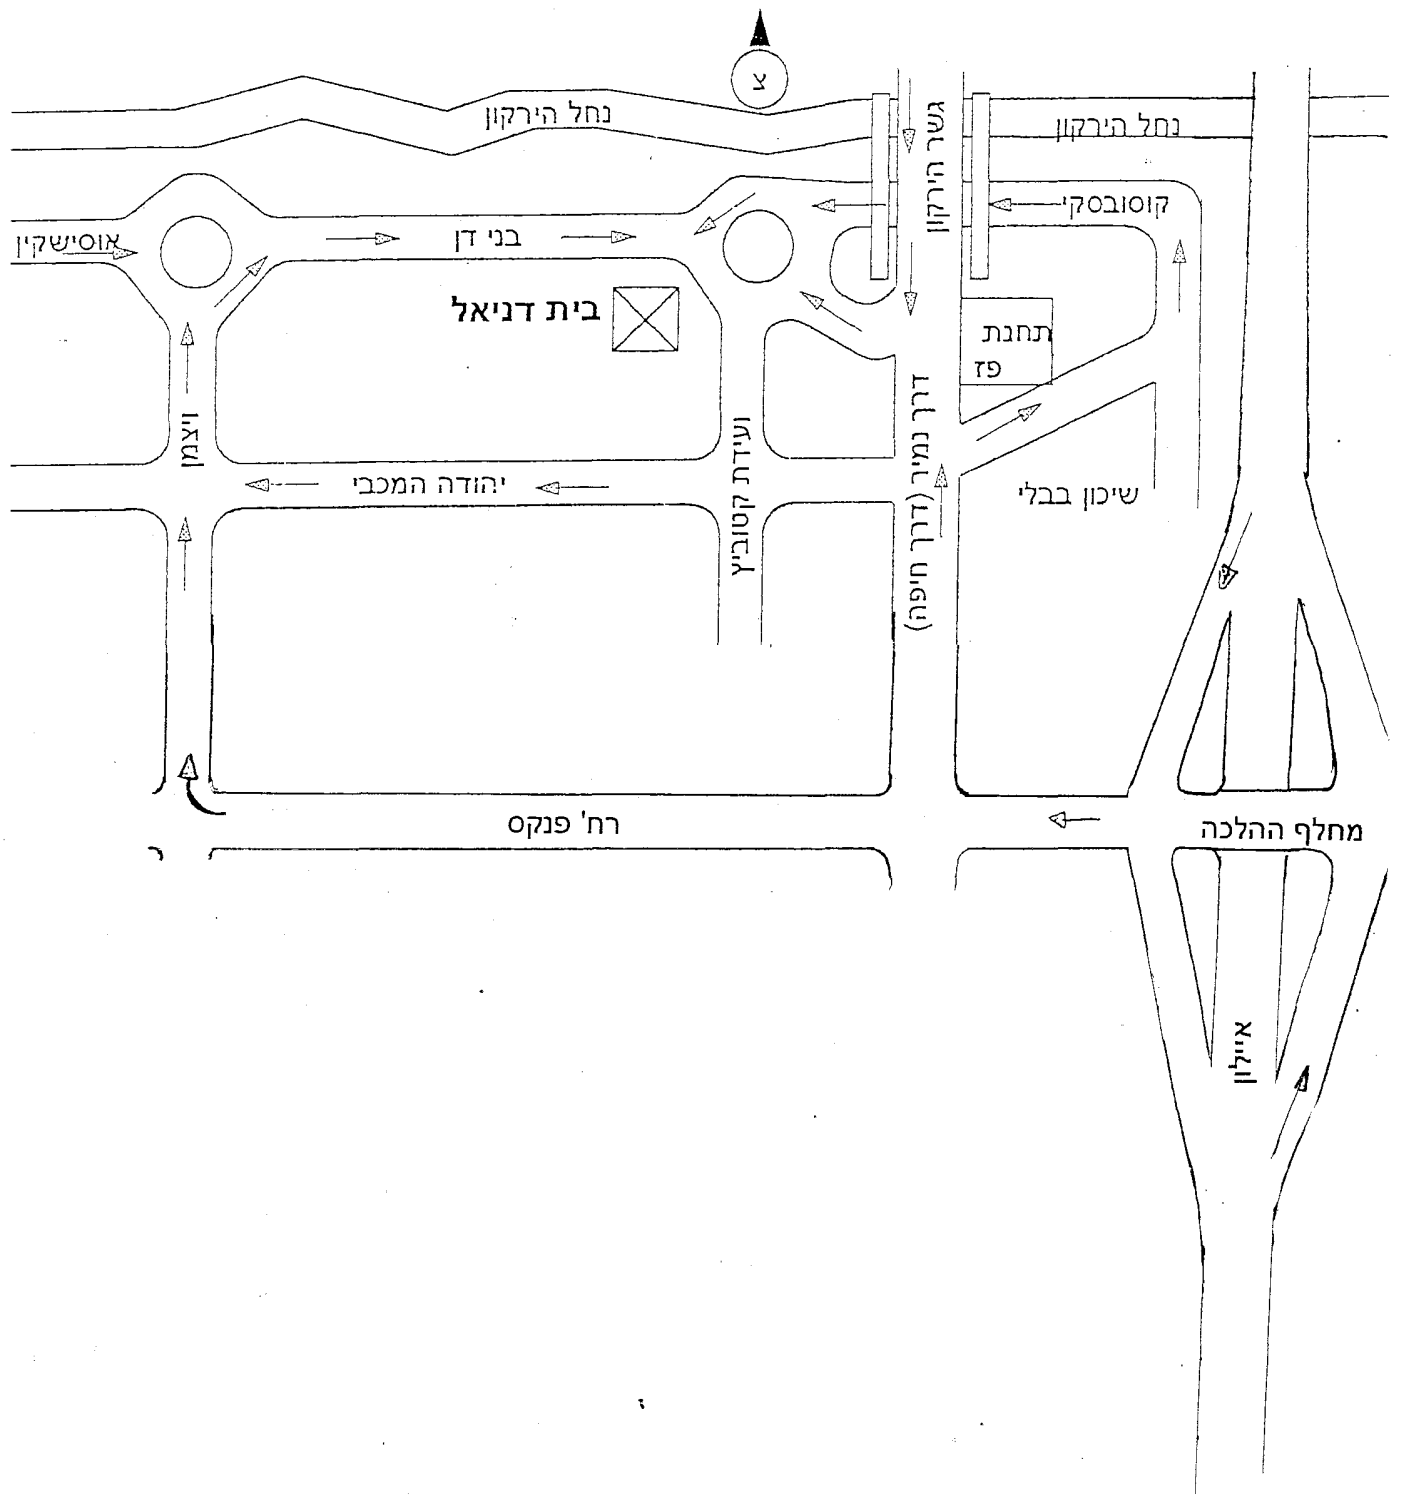 צ
נחל הירקון
נחל הירקון
גשר הירקון
קוסובסקי
אוסישקין
בני דן
בית דניאל
תחנת
פז
ויצמן
ועידת קטוביץ
דרך נמיר (דרך חיפה)
יהודה המכבי
שיכון בבלי
רח' פנקס
מחלף ההלכה
איילון